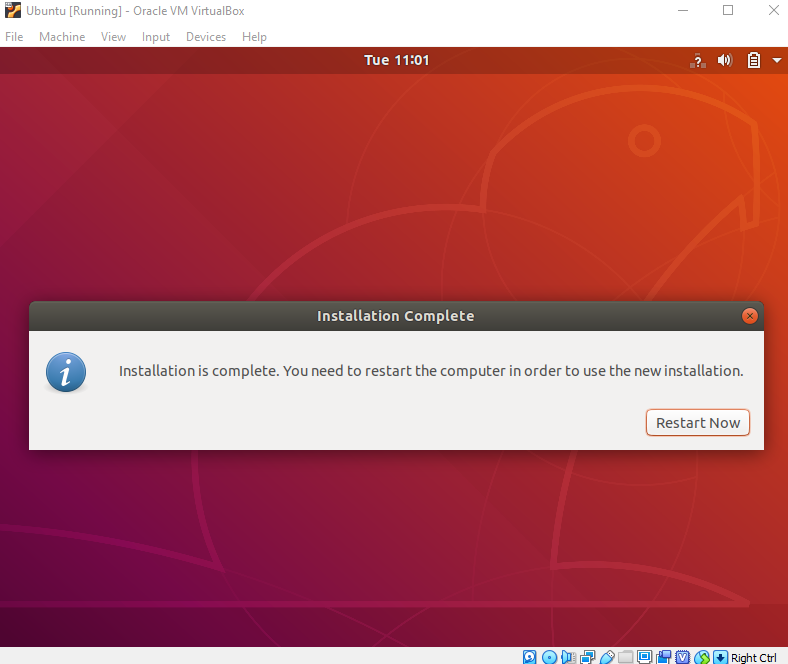 Ubuntu [Running] - Oracle VM VirtualBox
File Machine View Input Devices Help
Tue 11:01
?
Installation Complete
i
Installation is complete. You need to restart the computer in order to use the new installation.
Restart Now
V
Right Ctrl